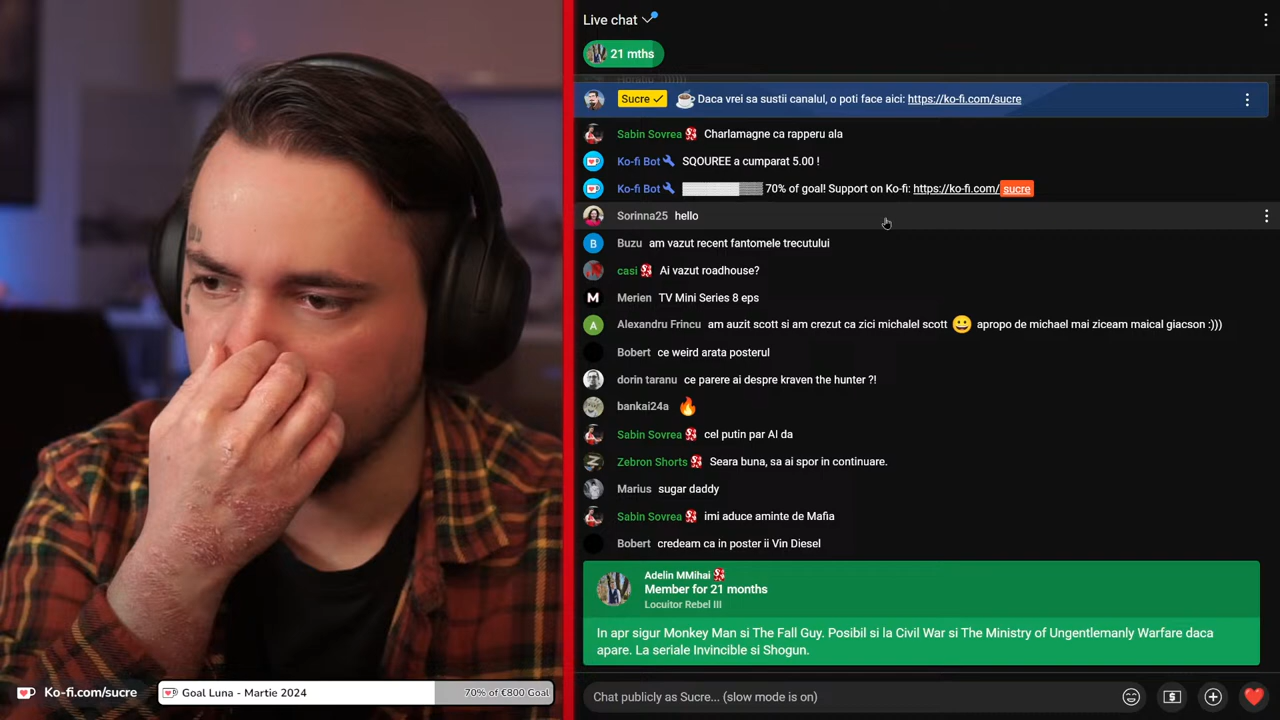 Live chat
21 mths
Sucre Daca vrei sa sustii canalul, o poti face aici: https://ko-fi.com/sucre
Sabin Sovrea Charlamagne ca rapperu ala
Ko-fi Bot SQOUREE a cumparat 5.00 !
Ko-fi Bot 70% of goal! Support on Ko-fi: https://ko-fi.com/sucre
Sorinna25 hello
B Buzu am vazut recent fantomele trecutului
casi Ai vazut roadhouse?
M Merien TV Mini Series 8 eps
A Alexandru Frincu am auzit scott si am crezut ca zici michalel scott 😀 apropo de michael mai ziceam maical giacson :)))
Bobert ce weird arata posterul
dorin taranu ce parere ai despre kraven the hunter ?!
bankai24a 🔥
Sabin Sovrea cel putin par AI da
Zebron Shorts Seara buna, sa ai spor in continuare.
Marius sugar daddy
Sabin Sovrea imi aduce aminte de Mafia
Bobert credeam ca in poster ii Vin Diesel
Adelin MMihai
Member for 21 months
Locuitor Rebel III
In apr sigur Monkey Man si The Fall Guy. Posibil si la Civil War si The Ministry of Ungentlemanly Warfare daca
apare. La seriale Invincible si Shogun.
Chat publicly as Sucre... (slow mode is on)
Ko-fi.com/sucre
Goal Luna - Martie 2024
70% of €800 Goal